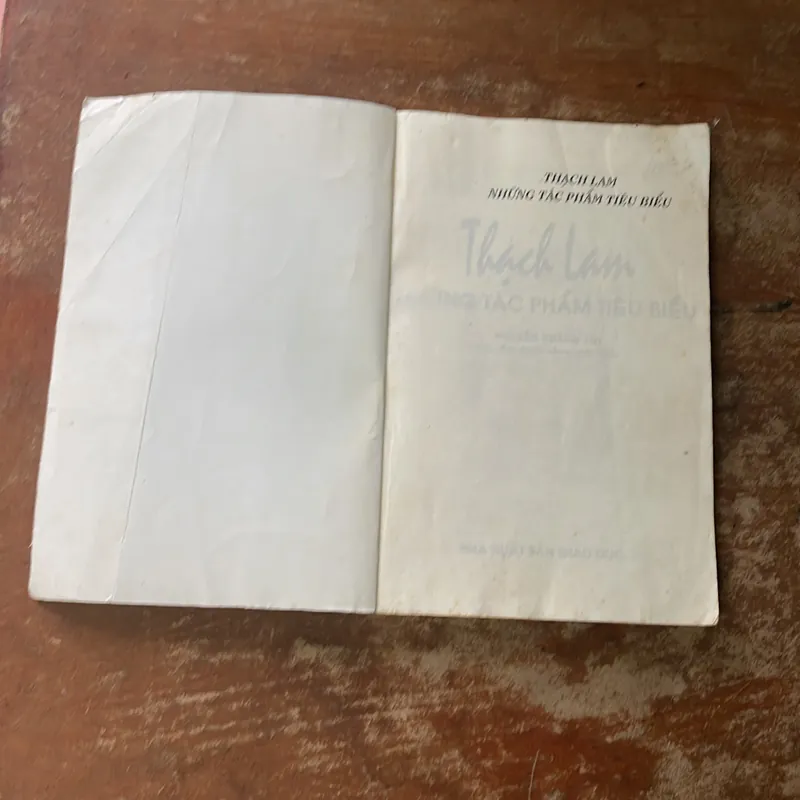 THẠCH LAM
NHỮNG TÁC PHẨM TIÊU BIỂU
Thạch Lam
TÁC PHẨM TIÊU BIỂU
NHÀ XUẤT BẢN GIÁO DỤC